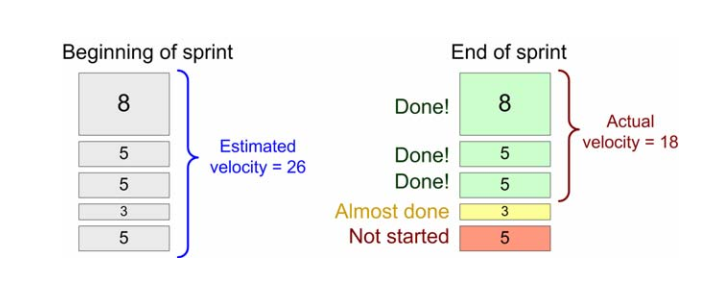 Beginning of sprint
8
5
5
3
5
Estimated
velocity = 26
End of sprint
Done! 8
Done! 5
Done! 5
Almost done 3
Not started 5
Actual
velocity = 18